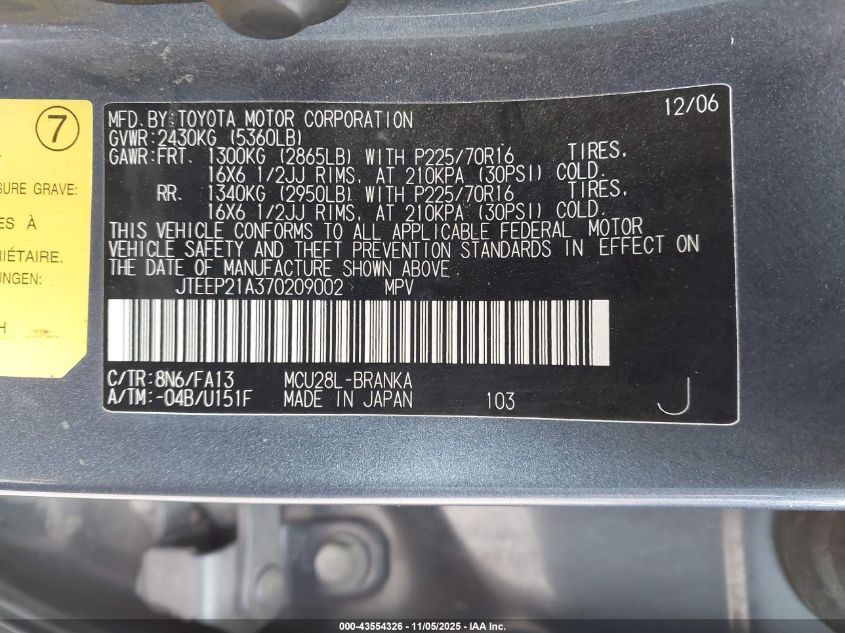 7
SURE GRAVE:
ES À
RIÉTAIRE.
UNGEN:
H
MFD.BY:TOYOTA MOTOR CORPORATION 12/06
GVWR:2430KG (5360LB)
GAWR:FRT. 1300KG (2865LB) WITH P225/70R16 TIRES,
16X6 1/2JJ RIMS, AT 210KPA (30PSI) COLD.
RR. 1340KG (2950LB) WITH P225/70R16 TIRES,
16X6 1/2JJ RIMS, AT 210KPA (30PSI) COLD.
THIS VEHICLE CONFORMS TO ALL APPLICABLE FEDERAL MOTOR
VEHICLE SAFETY AND THEFT PREVENTION STANDARDS IN EFFECT ON
THE DATE OF MANUFACTURE SHOWN ABOVE.
JTEEP21A370209002 MPV
C/TR:8N6/FA13 MCU28L-BRANKA
A/TM:-04B/U151F MADE IN JAPAN 103 J
000-43554326 - 11/05/2025 - IAA Inc.